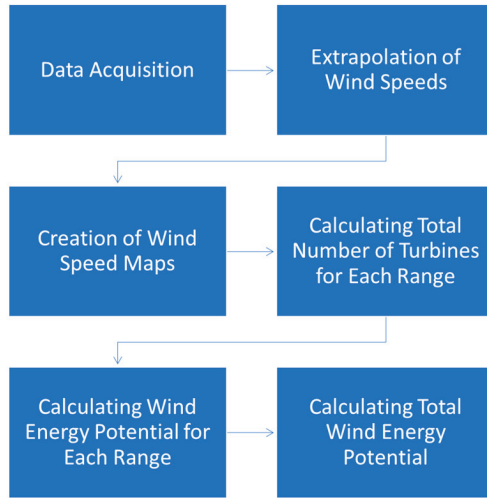 Data Acquisition
Extrapolation of
Wind Speeds
Creation of Wind
Speed Maps
Calculating Total
Number of Turbines
for Each Range
Calculating Wind
Energy Potential for
Each Range
Calculating Total
Wind Energy
Potential